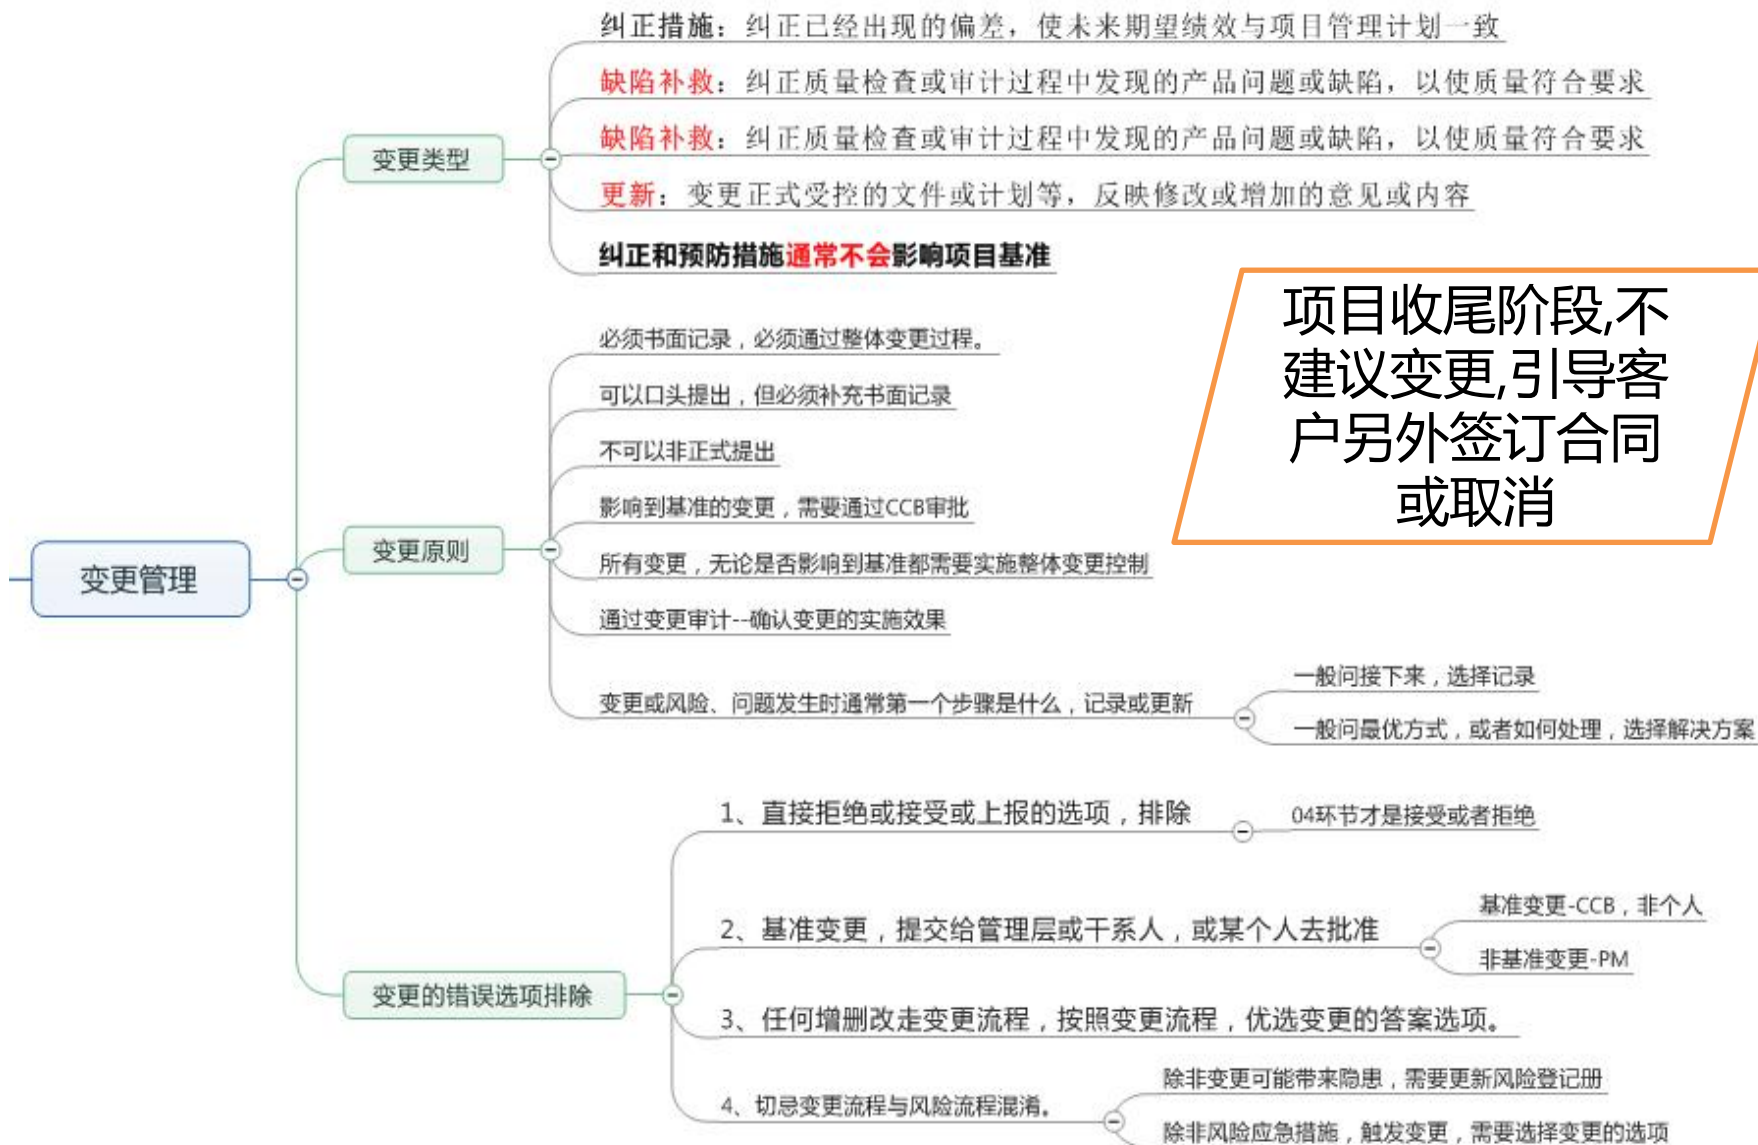 纠正措施：纠正已经出现的偏差，使未来期望绩效与项目管理计划一致
缺陷补救：纠正质量检查或审计过程中发现的产品问题或缺陷，以使质量符合要求
缺陷补救：纠正质量检查或审计过程中发现的产品问题或缺陷，以使质量符合要求
变更类型
更新：变更正式受控的文件或计划等，反映修改或增加的意见或内容
纠正和预防措施通常不会影响项目基准
项目收尾阶段,不
建议变更,引导客
户另外签订合同
或取消
必须书面记录，必须通过整体变更过程。
可以口头提出，但必须补充书面记录
不可以非正式提出
影响到基准的变更，需要通过CCB审批
变更原则
所有变更，无论是否影响到基准都需要实施整体变更控制
变更管理
通过变更审计--确认变更的实施效果
变更或风险、问题发生时通常第一个步骤是什么，记录或更新
一般问接下来，选择记录
一般问最优方式，或者如何处理，选择解决方案
1、直接拒绝或接受或上报的选项，排除
04环节才是接受或者拒绝
2、基准变更，提交给管理层或干系人，或某个人去批准
基准变更-CCB，非个人
非基准变更-PM
变更的错误选项排除
3、任何增删改走变更流程，按照变更流程，优选变更的答案选项。
4、切忌变更流程与风险流程混淆。
除非变更可能带来隐患，需要更新风险登记册
除非风险应急措施，触发变更，需要选择变更的选项